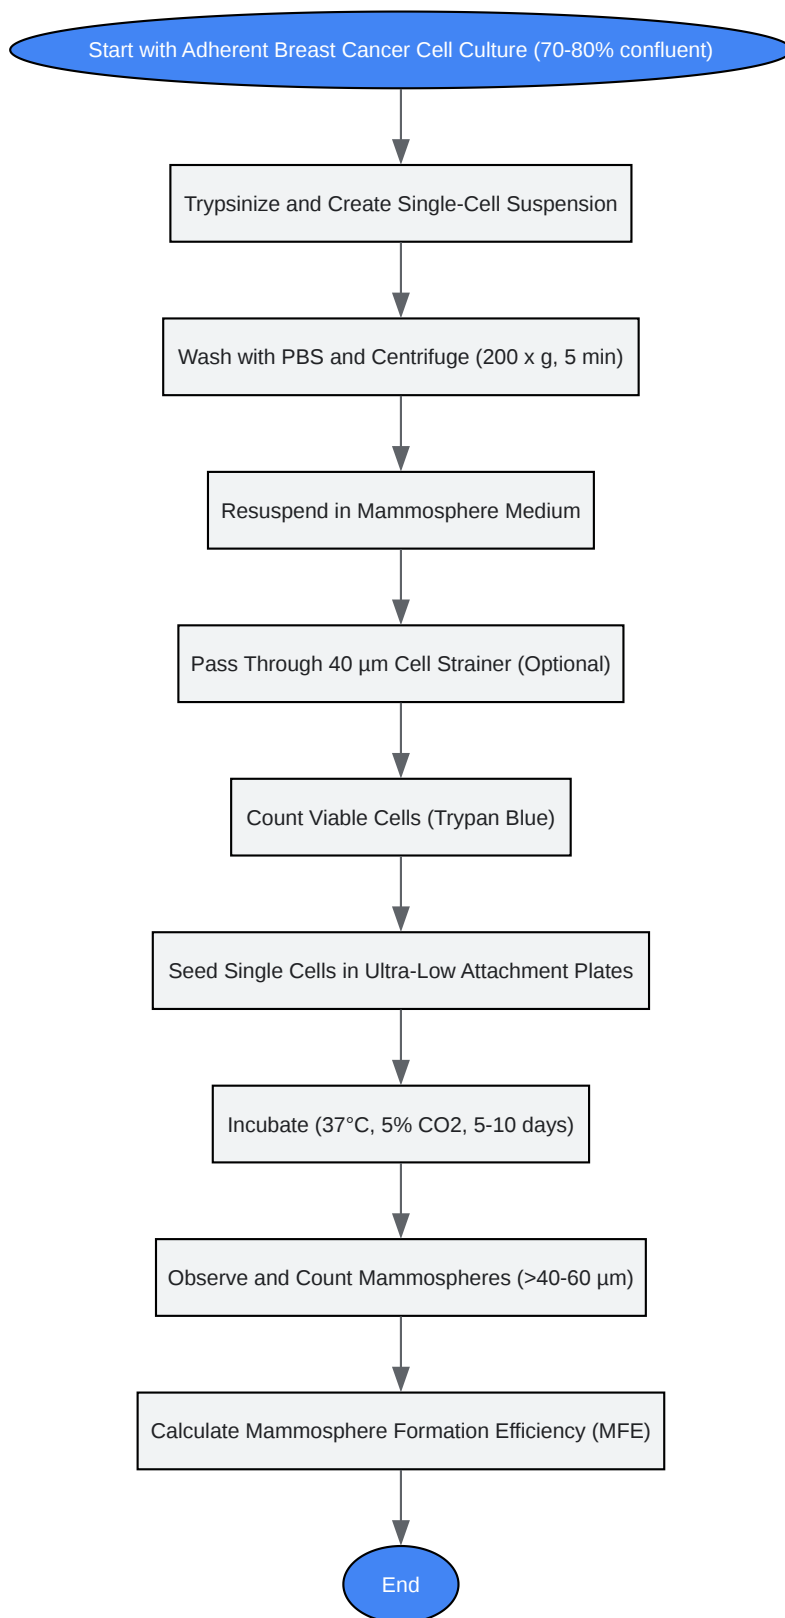 Start with Adherent Breast Cancer Cell Culture (70-80% confluent)
Trypsinize and Create Single-Cell Suspension
Wash with PBS and Centrifuge (200 x g, 5 min)
Resuspend in Mammosphere Medium
Pass Through 40 µm Cell Strainer (Optional)
Count Viable Cells (Trypan Blue)
Seed Single Cells in Ultra-Low Attachment Plates
Incubate (37°C, 5% CO2, 5-10 days)
Observe and Count Mammospheres (>40-60 µm)
Calculate Mammosphere Formation Efficiency (MFE)
End